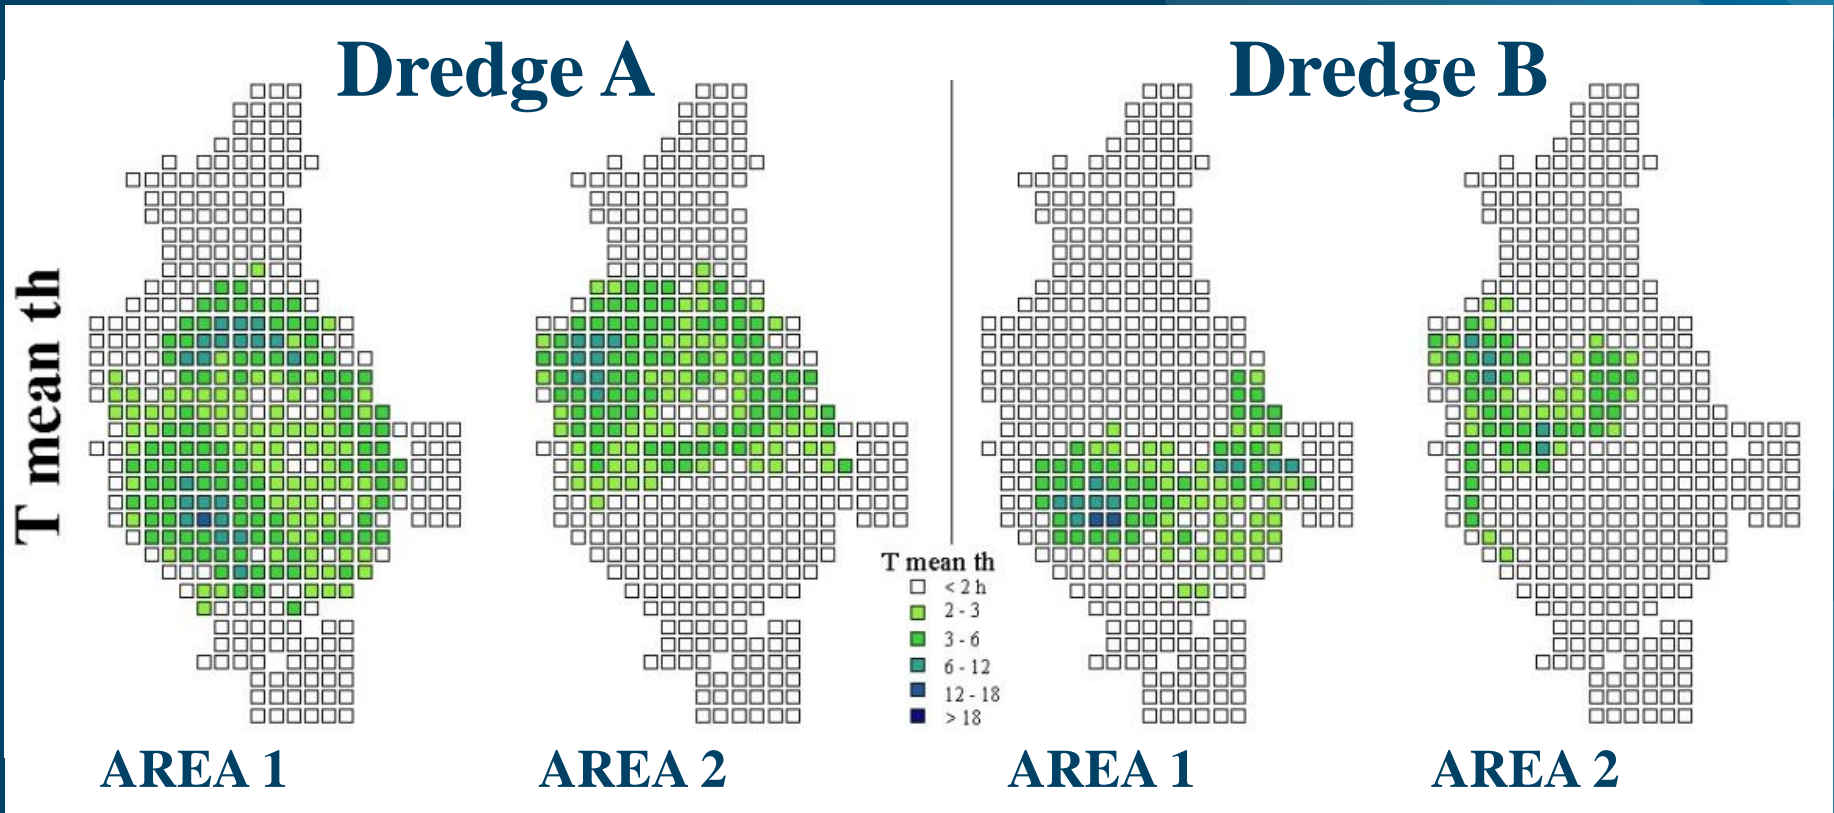 Dredge A
Dredge B
T mean th
T mean th
< 2 h
2 - 3
3 - 6
6 - 12
12 - 18
> 18
AREA 1
AREA 2
AREA 1
AREA 2